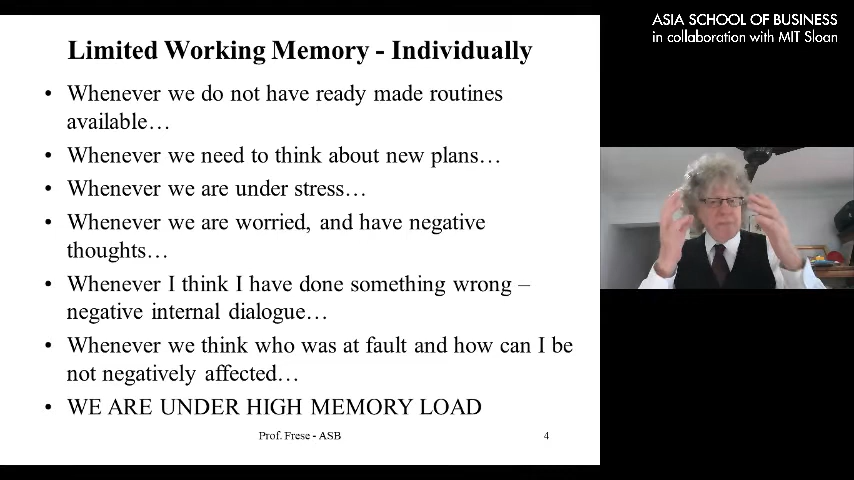 Limited Working Memory - Individually
• Whenever we do not have ready made routines
available…
• Whenever we need to think about new plans…
• Whenever we are under stress…
• Whenever we are worried, and have negative
thoughts…
• Whenever I think I have done something wrong –
negative internal dialogue…
• Whenever we think who was at fault and how can I be
not negatively affected…
• WE ARE UNDER HIGH MEMORY LOAD
Prof. Frese - ASB
4
ASIA SCHOOL OF BUSINESS
in collaboration with MIT Sloan